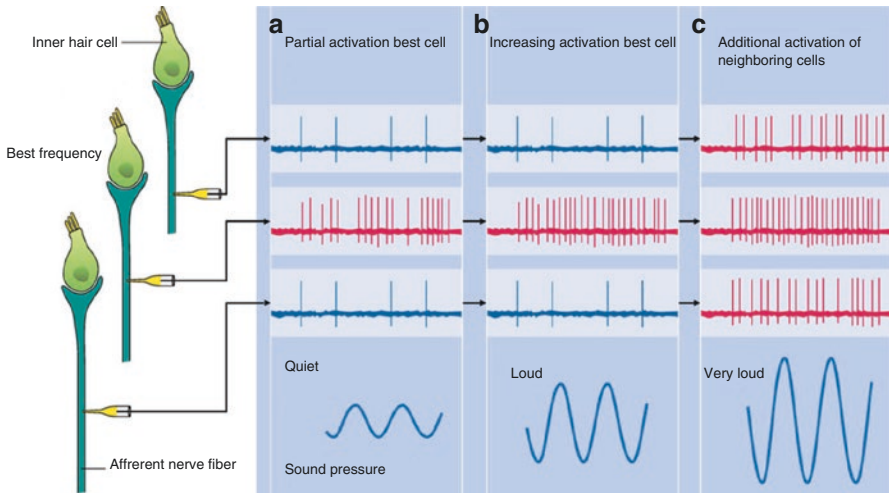 a
Partial activation best cell
b
Increasing activation best cell
c
Additional activation of
neighboring cells
Inner hair cell
Best frequency
Quiet
Loud
Very loud
Sound pressure
Affrerent nerve fiber